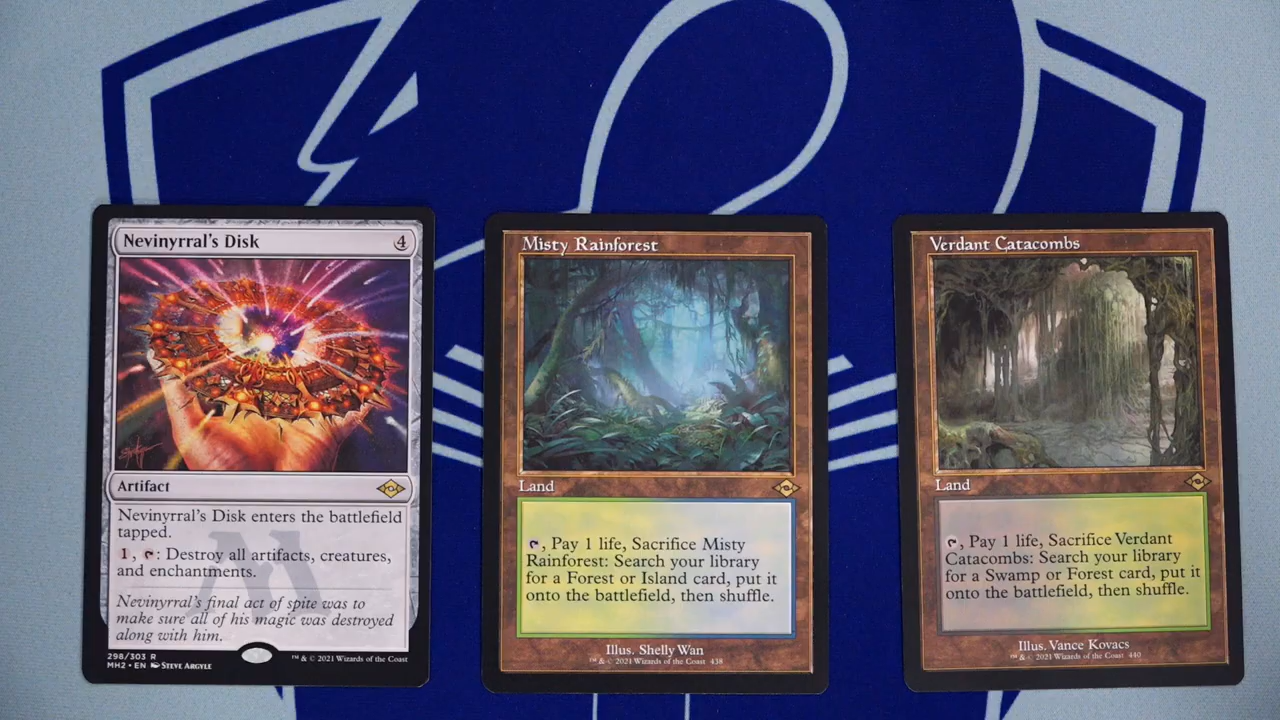 Nevinyrral's Disk 4
Artifact
Nevinyrral's Disk enters the battlefield
tapped.
1, : Destroy all artifacts, creatures,
and enchantments.
Nevinyrral's final act of spite was to
make sure all of his magic was destroyed
along with him.
298/303 R
MH2 • EN STEVE ARGYLE
™ & © 2021 Wizards of the Coast
Misty Rainforest
Land
, Pay 1 life, Sacrifice Misty
Rainforest: Search your library
for a Forest or Island card, put it
onto the battlefield, then shuffle.
Illus. Shelly Wan
™ & © 2021 Wizards of the Coast 438
Verdant Catacombs
Land
, Pay 1 life, Sacrifice Verdant
Catacombs: Search your library
for a Swamp or Forest card, put it
onto the battlefield, then shuffle.
Illus. Vance Kovacs
™ & © 2021 Wizards of the Coast 440